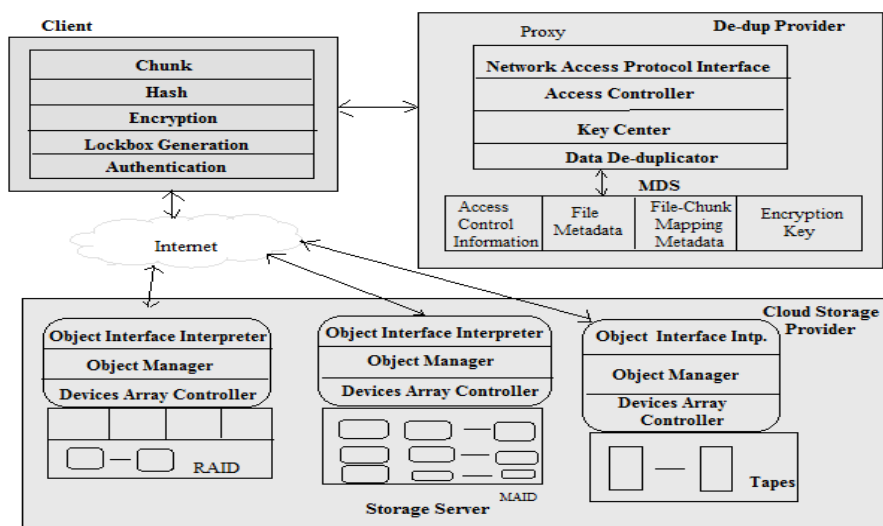 Client
Chunk
Hash
Encryption
Lockbox Generation
Authentication
De-dup Provider
Proxy
Network Access Protocol Interface
Access Controller
Key Center
Data De-duplicator
MDS
Access
Control
Information
File
Metadata
File-Chunk
Mapping
Metadata
Encryption
Key
Internet
Cloud Storage
Provider
Object Interface Interpreter
Object Manager
Devices Array Controller
RAID
Object Interface Interpreter
Object Manager
Devices Array Controller
MAID
Object Interface Intp.
Object Manager
Devices Array
Controller
Tapes
Storage Server